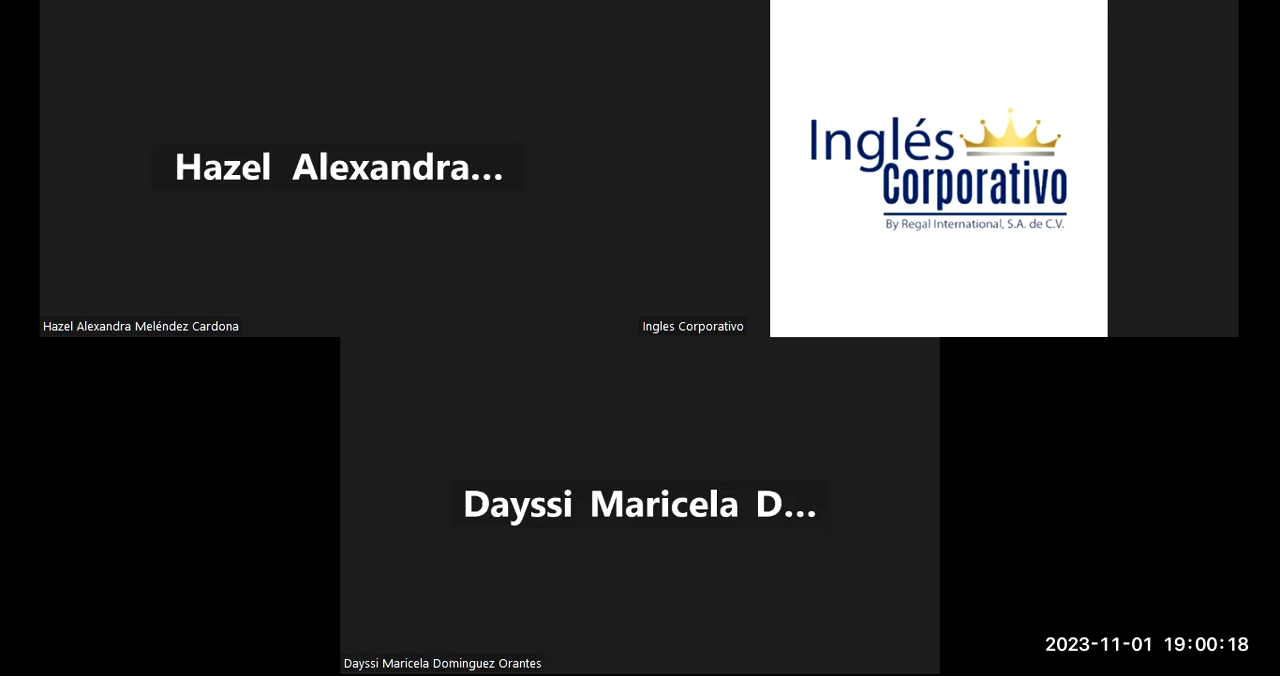 Hazel Alexandra...
Inglés
Corporativo
By Regal International, S.A. de C.V.
Hazel Alexandra Meléndez Cardona
Ingles Corporativo
Dayssi Maricela D...
2023-11-01 19:00:18
Dayssi Maricela Dominguez Orantes